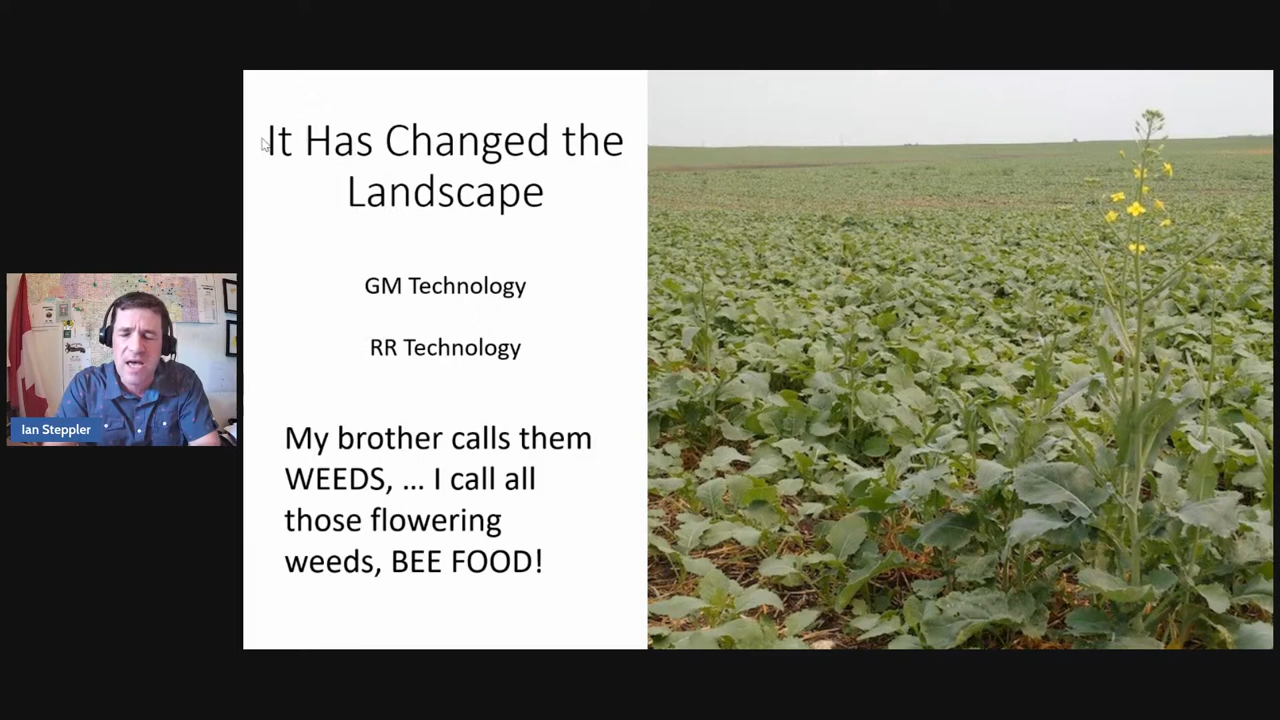 It Has Changed the
Landscape
GM Technology
RR Technology
My brother calls them
WEEDS, ... I call all
those flowering
weeds, BEE FOOD!
Ian Steppler